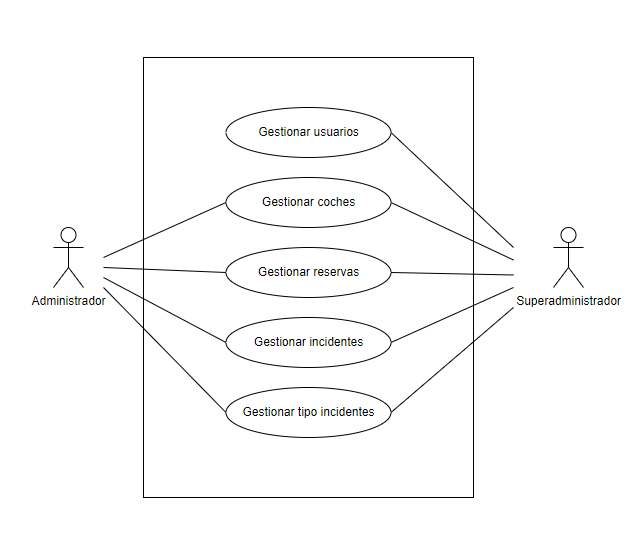 Gestionar usuarios
Gestionar coches
Gestionar reservas
Administrador
Superadministrador
Gestionar incidentes
Gestionar tipo incidentes